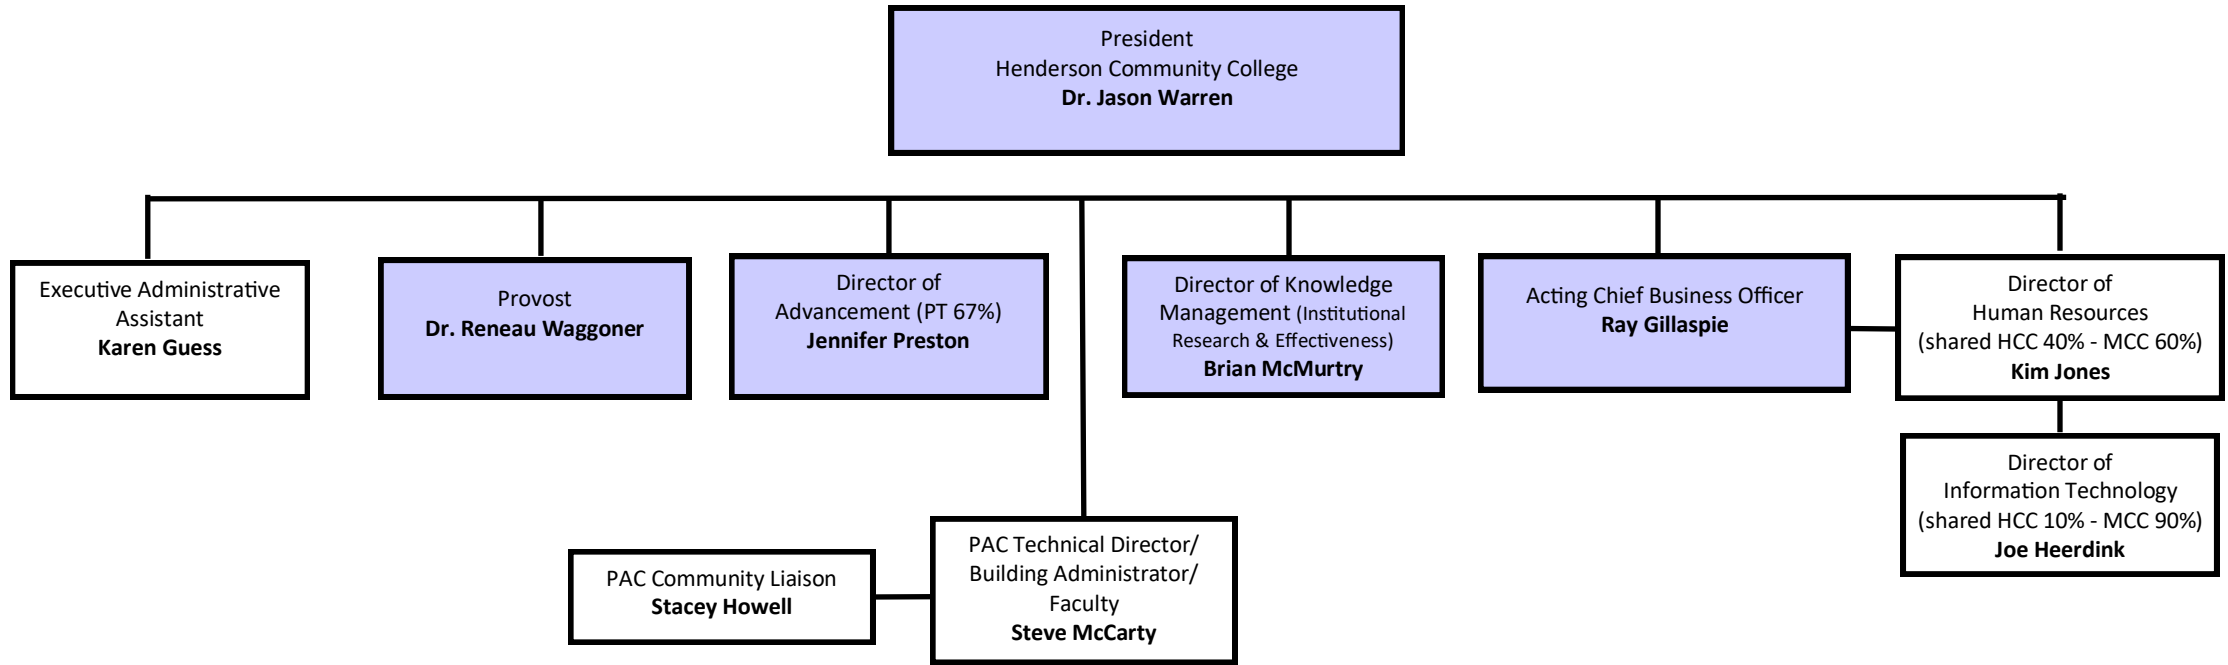 President
Henderson Community College
Dr. Jason Warren
Executive Administrative
Assistant
Karen Guess
Provost
Dr. Reneau Waggoner
Director of
Advancement (PT 67%)
Jennifer Preston
Director of Knowledge
Management (Institutional
Research & Effectiveness)
Brian McMurtry
Acting Chief Business Officer
Ray Gillaspie
Director of
Human Resources
(shared HCC 40% - MCC 60%)
Kim Jones
Director of
Information Technology
(shared HCC 10% - MCC 90%)
Joe Heerdink
PAC Community Liaison
Stacey Howell
PAC Technical Director/
Building Administrator/
Faculty
Steve McCarty